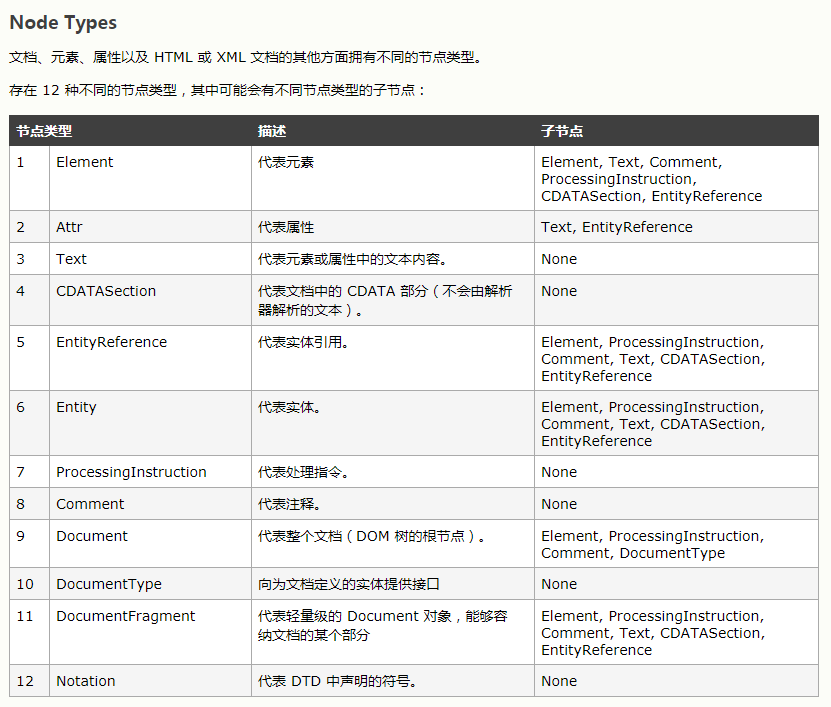 Node Types
文档、元素、属性以及 HTML 或 XML 文档的其他方面拥有不同的节点类型。
存在 12 种不同的节点类型，其中可能会有不同节点类型的子节点：
节点类型 描述 子节点
1 Element 代表元素 Element, Text, Comment,
ProcessingInstruction,
CDATASection, EntityReference
2 Attr 代表属性 Text, EntityReference
3 Text 代表元素或属性中的文本内容。 None
4 CDATASection 代表文档中的 CDATA 部分（不会由解析 None
器解析的文本）。
5 EntityReference 代表实体引用。 Element, ProcessingInstruction,
Comment, Text, CDATASection,
EntityReference
6 Entity 代表实体。 Element, ProcessingInstruction,
Comment, Text, CDATASection,
EntityReference
7 ProcessingInstruction 代表处理指令。 None
8 Comment 代表注释。 None
9 Document 代表整个文档（DOM 树的根节点）。 Element, ProcessingInstruction,
Comment, DocumentType
10 DocumentType 向为文档定义的实体提供接口 None
11 DocumentFragment 代表轻量级的 Document 对象，能够容 Element, ProcessingInstruction,
纳文档的某个部分 Comment, Text, CDATASection,
EntityReference
12 Notation 代表 DTD 中声明的符号。 None